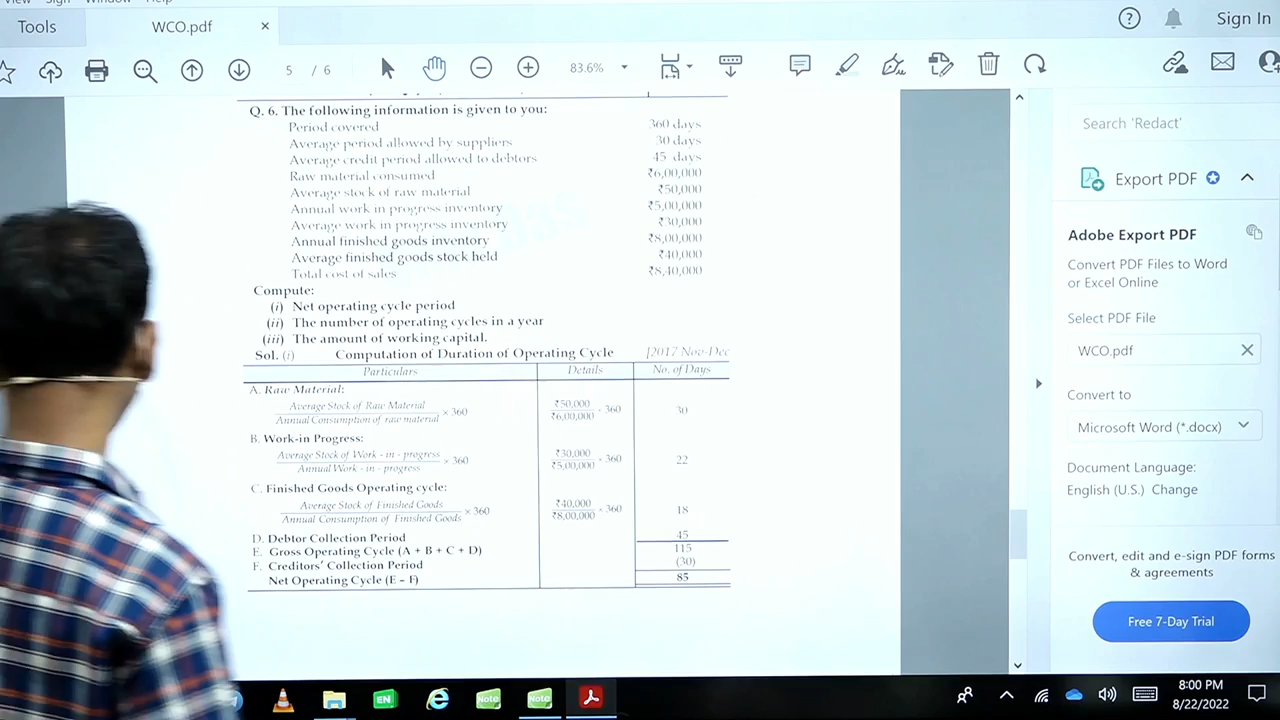 View Sign Window Help
Tools WCO.pdf × Sign In
5 / 6 83.6%
Q. 6. The following information is given to you:
Period covered 360 days
Average period allowed by suppliers 30 days
Average credit period allowed to debtors 45 days
Raw material consumed ₹6,00,000
Average stock of raw material ₹50,000
Annual work in progress inventory ₹5,00,000
Average work in progress inventory ₹30,000
Annual finished goods inventory ₹8,00,000
Average finished goods stock held ₹40,000
Total cost of sales ₹8,40,000
Compute:
(i) Net operating cycle period
(ii) The number of operating cycles in a year
(iii) The amount of working capital.
Sol. (i) Computation of Duration of Operating Cycle [2017 Nov-Dec
Particulars Details No. of Days
A. Raw Material:
Average Stock of Raw Material / Annual Consumption of raw material × 360 ₹50,000 / ₹6,00,000 × 360 30
B. Work-in Progress:
Average Stock of Work - in - progress / Annual Work - in - progress × 360 ₹30,000 / ₹5,00,000 × 360 22
C. Finished Goods Operating cycle:
Average Stock of Finished Goods / Annual Consumption of Finished Goods × 360 ₹40,000 / ₹8,00,000 × 360 18
D. Debtor Collection Period 45
E. Gross Operating Cycle (A + B + C + D) 115
F. Creditors' Collection Period (30)
Net Operating Cycle (E – F) 85
Search 'Redact'
Export PDF
Adobe Export PDF
Convert PDF Files to Word
or Excel Online
Select PDF File
WCO.pdf
Convert to
Microsoft Word (*.docx)
Document Language:
English (U.S.) Change
Convert, edit and e-sign PDF forms
& agreements
Free 7-Day Trial
EN Note Note
8:00 PM
8/22/2022